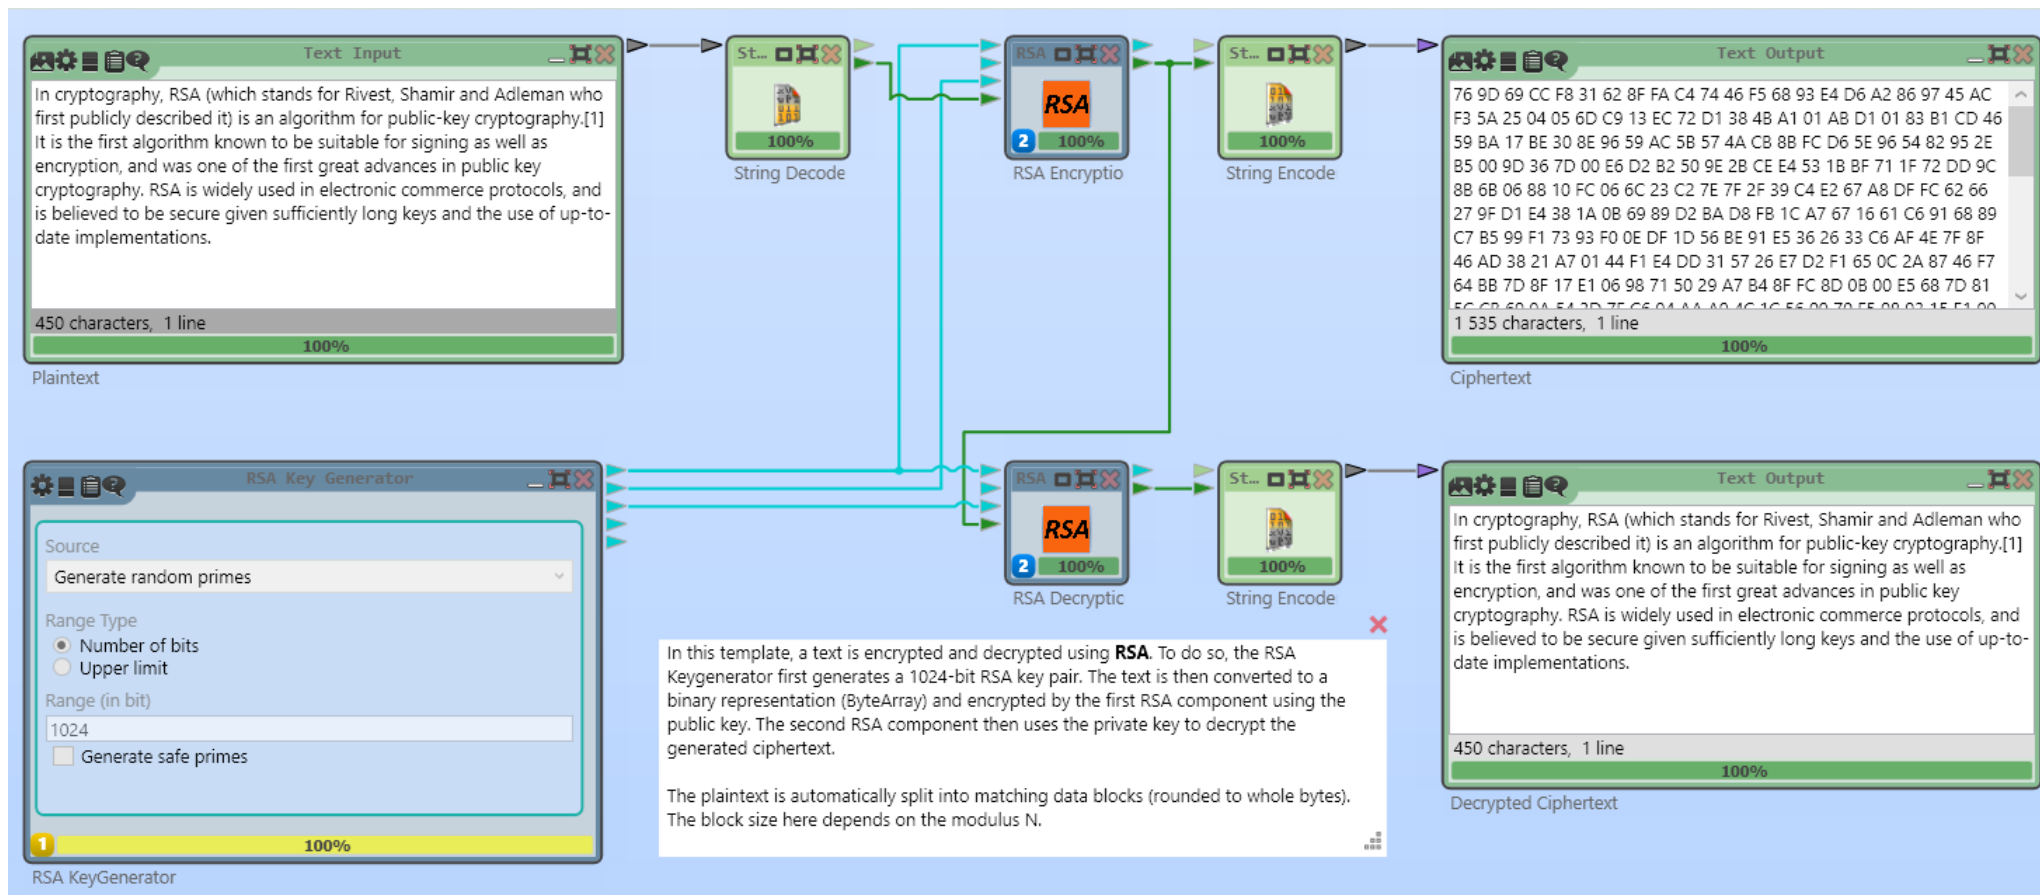 Text Input
In cryptography, RSA (which stands for Rivest, Shamir and Adleman who
first publicly described it) is an algorithm for public-key cryptography.[1]
It is the first algorithm known to be suitable for signing as well as
encryption, and was one of the first great advances in public key
cryptography. RSA is widely used in electronic commerce protocols, and
is believed to be secure given sufficiently long keys and the use of up-to-
date implementations.
450 characters, 1 line
100%
Plaintext
St...
100%
String Decode
RSA
RSA
2
100%
RSA Encryptio
St...
100%
String Encode
Text Output
76 9D 69 CC F8 31 62 8F FA C4 74 46 F5 68 93 E4 D6 A2 86 97 45 AC
F3 5A 25 04 05 6D C9 13 EC 72 D1 38 4B A1 01 AB D1 01 83 B1 CD 46
59 BA 17 BE 30 8E 96 59 AC 5B 57 4A CB 8B FC D6 5E 96 54 82 95 2E
B5 00 9D 36 7D 00 E6 D2 B2 50 9E 2B CE E4 53 1B BF 71 1F 72 DD 9C
8B 6B 06 88 10 FC 06 6C 23 C2 7E 7F 2F 39 C4 E2 67 A8 DF FC 62 66
27 9F D1 E4 38 1A 0B 69 89 D2 BA D8 FB 1C A7 67 16 61 C6 91 68 89
C7 B5 99 F1 73 93 F0 0E DF 1D 56 BE 91 E5 36 26 33 C6 AF 4E 7F 8F
46 AD 38 21 A7 01 44 F1 E4 DD 31 57 26 E7 D2 F1 65 0C 2A 87 46 F7
64 BB 7D 8F 17 E1 06 98 71 50 29 A7 B4 8F FC 8D 0B 00 E5 68 7D 81
1 535 characters, 1 line
100%
Ciphertext
RSA Key Generator
Source
Generate random primes
Range Type
Number of bits
Upper limit
Range (in bit)
1024
Generate safe primes
1
100%
RSA KeyGenerator
RSA
RSA
2
100%
RSA Decryptic
St...
100%
String Encode
In this template, a text is encrypted and decrypted using RSA. To do so, the RSA
Keygenerator first generates a 1024-bit RSA key pair. The text is then converted to a
binary representation (ByteArray) and encrypted by the first RSA component using the
public key. The second RSA component then uses the private key to decrypt the
generated ciphertext.
The plaintext is automatically split into matching data blocks (rounded to whole bytes).
The block size here depends on the modulus N.
Text Output
In cryptography, RSA (which stands for Rivest, Shamir and Adleman who
first publicly described it) is an algorithm for public-key cryptography.[1]
It is the first algorithm known to be suitable for signing as well as
encryption, and was one of the first great advances in public key
cryptography. RSA is widely used in electronic commerce protocols, and
is believed to be secure given sufficiently long keys and the use of up-to-
date implementations.
450 characters, 1 line
100%
Decrypted Ciphertext